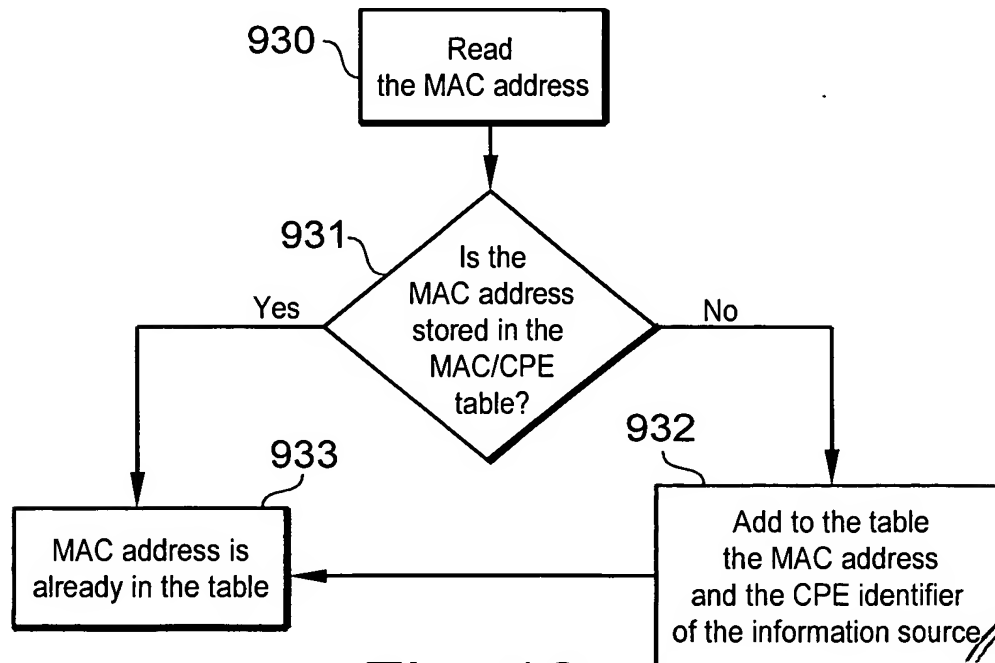 930
Read
the MAC address
931
Is the
MAC address
stored in the
MAC/CPE
table?
Yes
No
933
MAC address is
already in the table
932
Add to the table
the MAC address
and the CPE identifier
of the information source